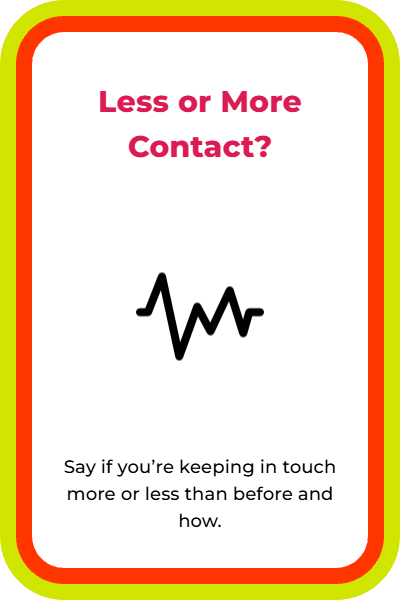 Less or More
Contact?
Say if you’re keeping in touch
more or less than before and
how.